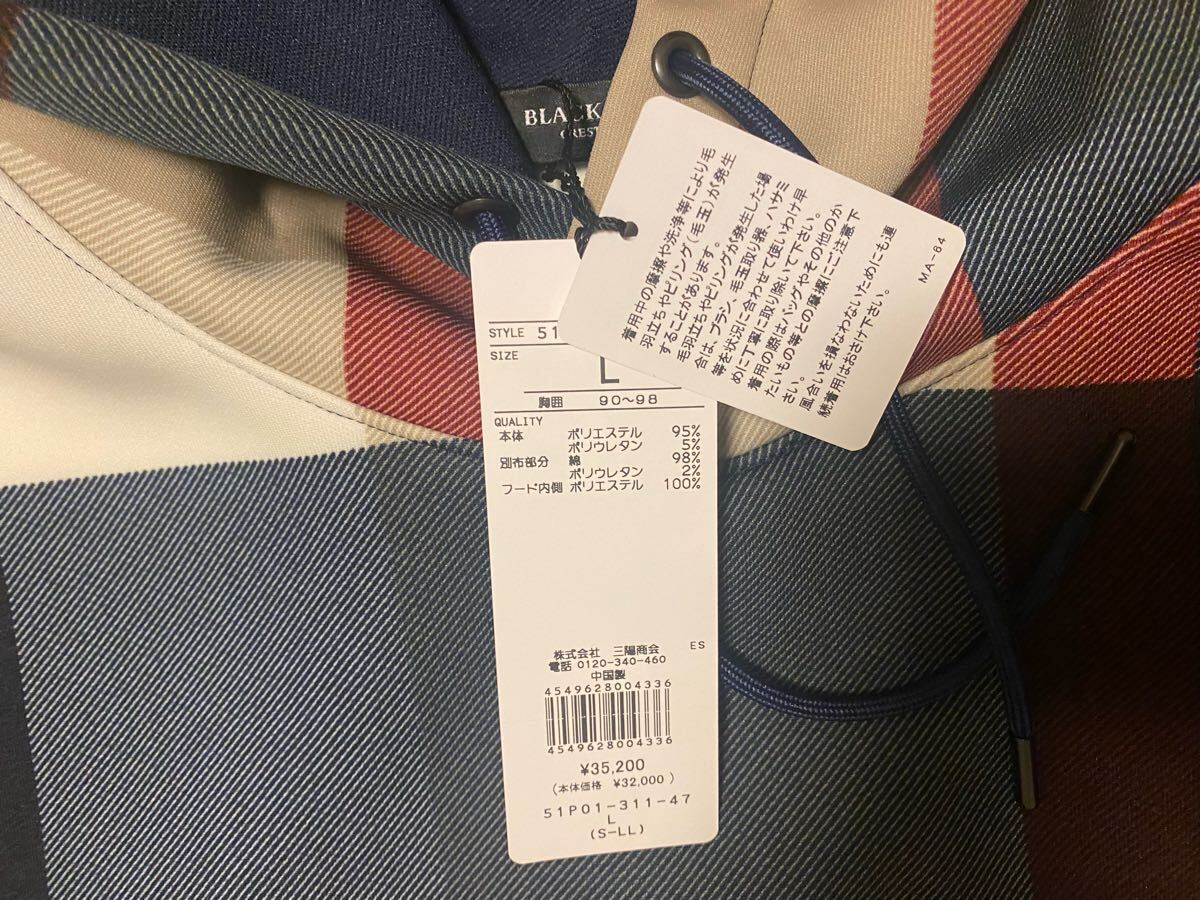 BLACK
CREST
着用中の摩擦や洗浄等により毛
羽立ちやピリング(毛玉)が発生
することがあります。
毛羽立ちやピリングが発生した場
合は、ブラシ、毛玉取り器、ハサミ
等を状況に合わせて使いわけ早
めに丁寧に取り除いて下さい。
着用の際はバッグやその他のか
たいもの等との摩擦にご注意下
さい。
風合いを損なわないためにも連
続着用はおさけ下さい。
MA-64
STYLE 51
SIZE
L
胸囲 90~98
QUALITY
本体 ポリエステル 95%
ポリウレタン 5%
別布部分 綿 98%
ポリウレタン 2%
フード内側 ポリエステル 100%
株式会社 三陽商会 ES
電話 0120-340-460
中国製
4549628004336
4549628004336
¥35,200
(本体価格 ¥32,000)
51P01-311-47
L
(S-LL)